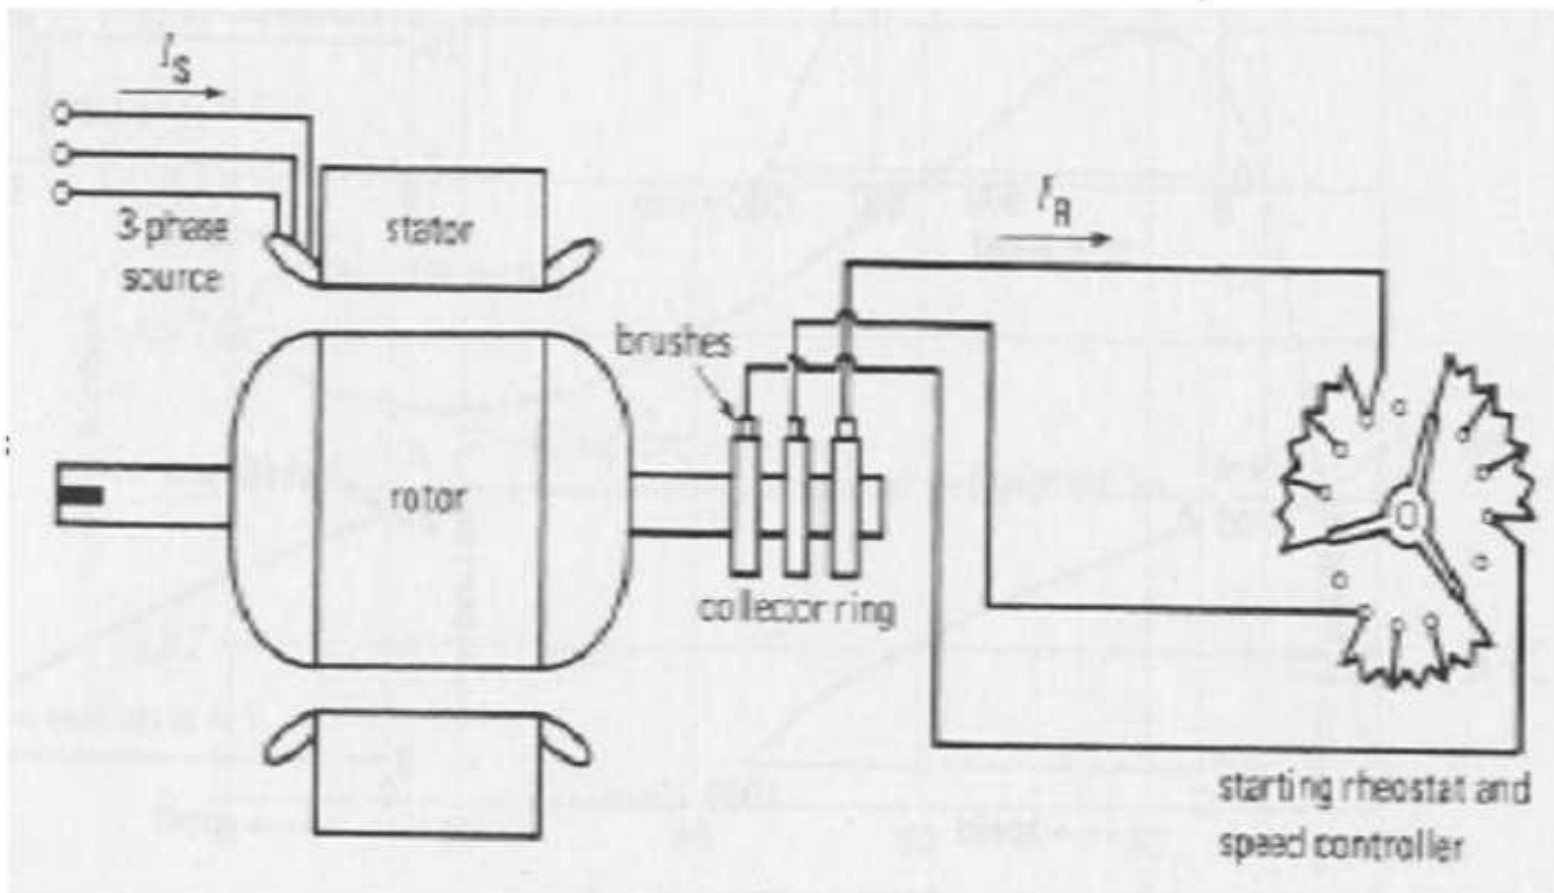 I_S
3-phase
source
stator
I_R
brushes
rotor
collector ring
starting rheostat and
speed controller